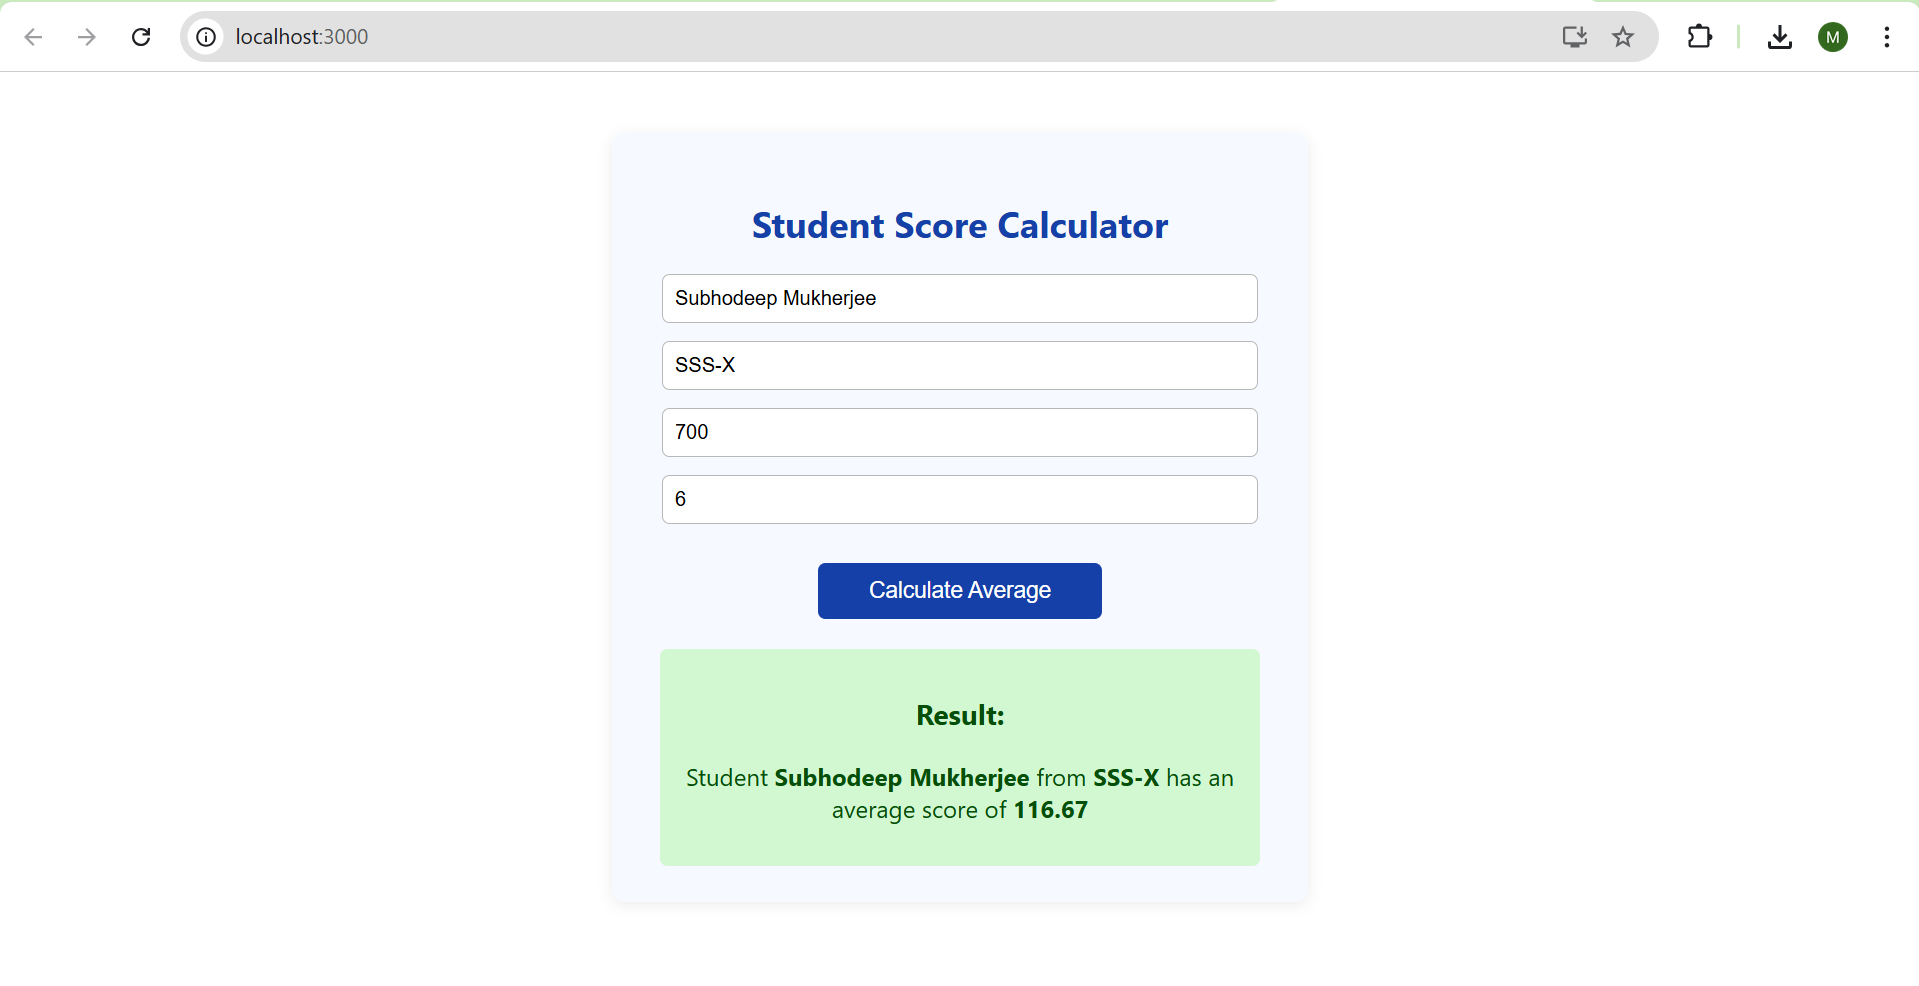 localhost:3000
M
Student Score Calculator
Subhodeep Mukherjee
SSS-X
700
6
Calculate Average
Result:
Student Subhodeep Mukherjee from SSS-X has an
average score of 116.67